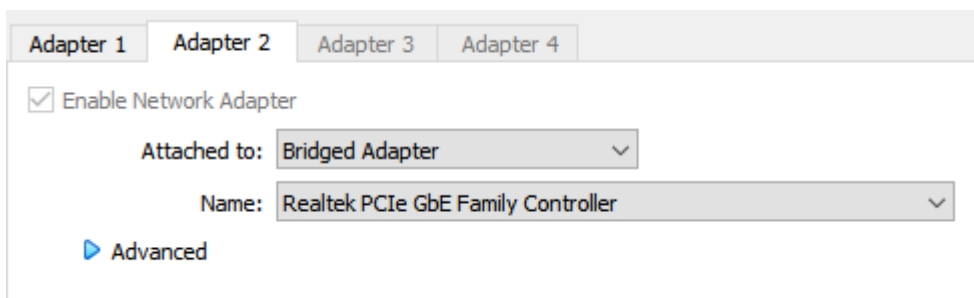 Adapter 1 Adapter 2 Adapter 3 Adapter 4
Enable Network Adapter
Attached to: Bridged Adapter
Name: Realtek PCIe GbE Family Controller
Advanced